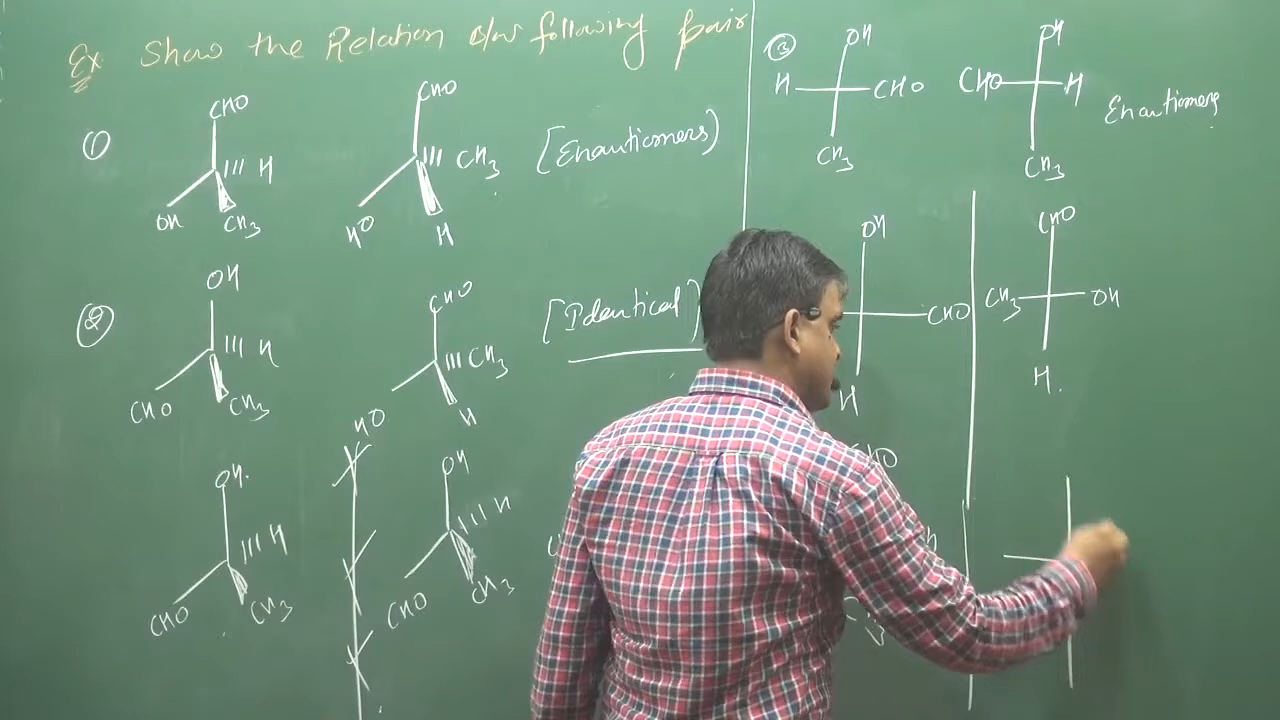 Ex Show the Relation b/w following pair
①
CHO
H
OH
CH3
CHO
CH3
HO
H
[Enantiomers)
②
OH
H
CHO
CH3
CHO
CH3
HO
H
[Identical)
OH
H
CHO
CH3
OH
H
CHO
CH3
③
OH
H
CHO
CH3
OH
CHO
H
CH3
Enantiomers
OH
CHO
H
CHO
CH3
OH
H
CHO